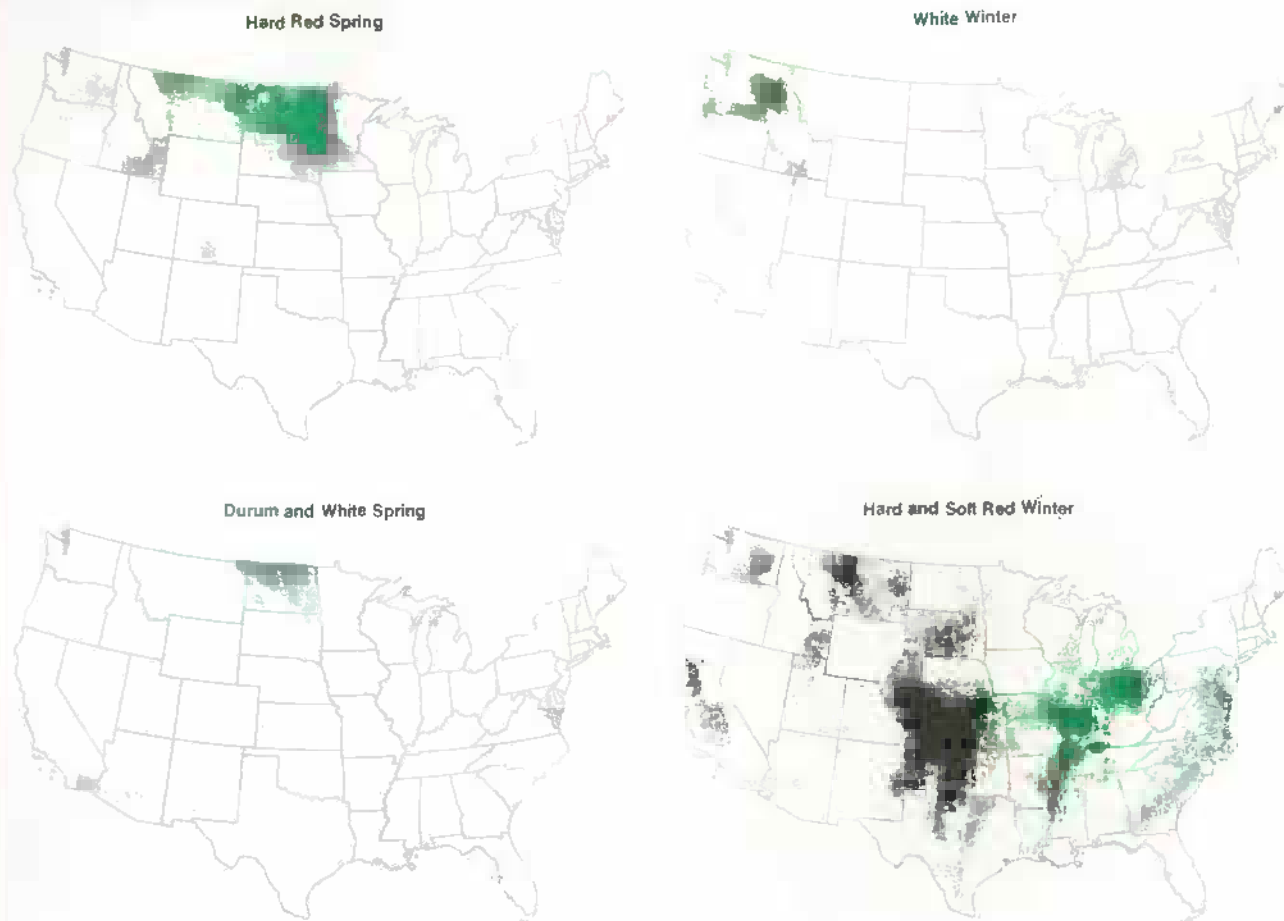 Hard Red Spring
White Winter
Durum and White Spring
Hard and Soft Red Winter